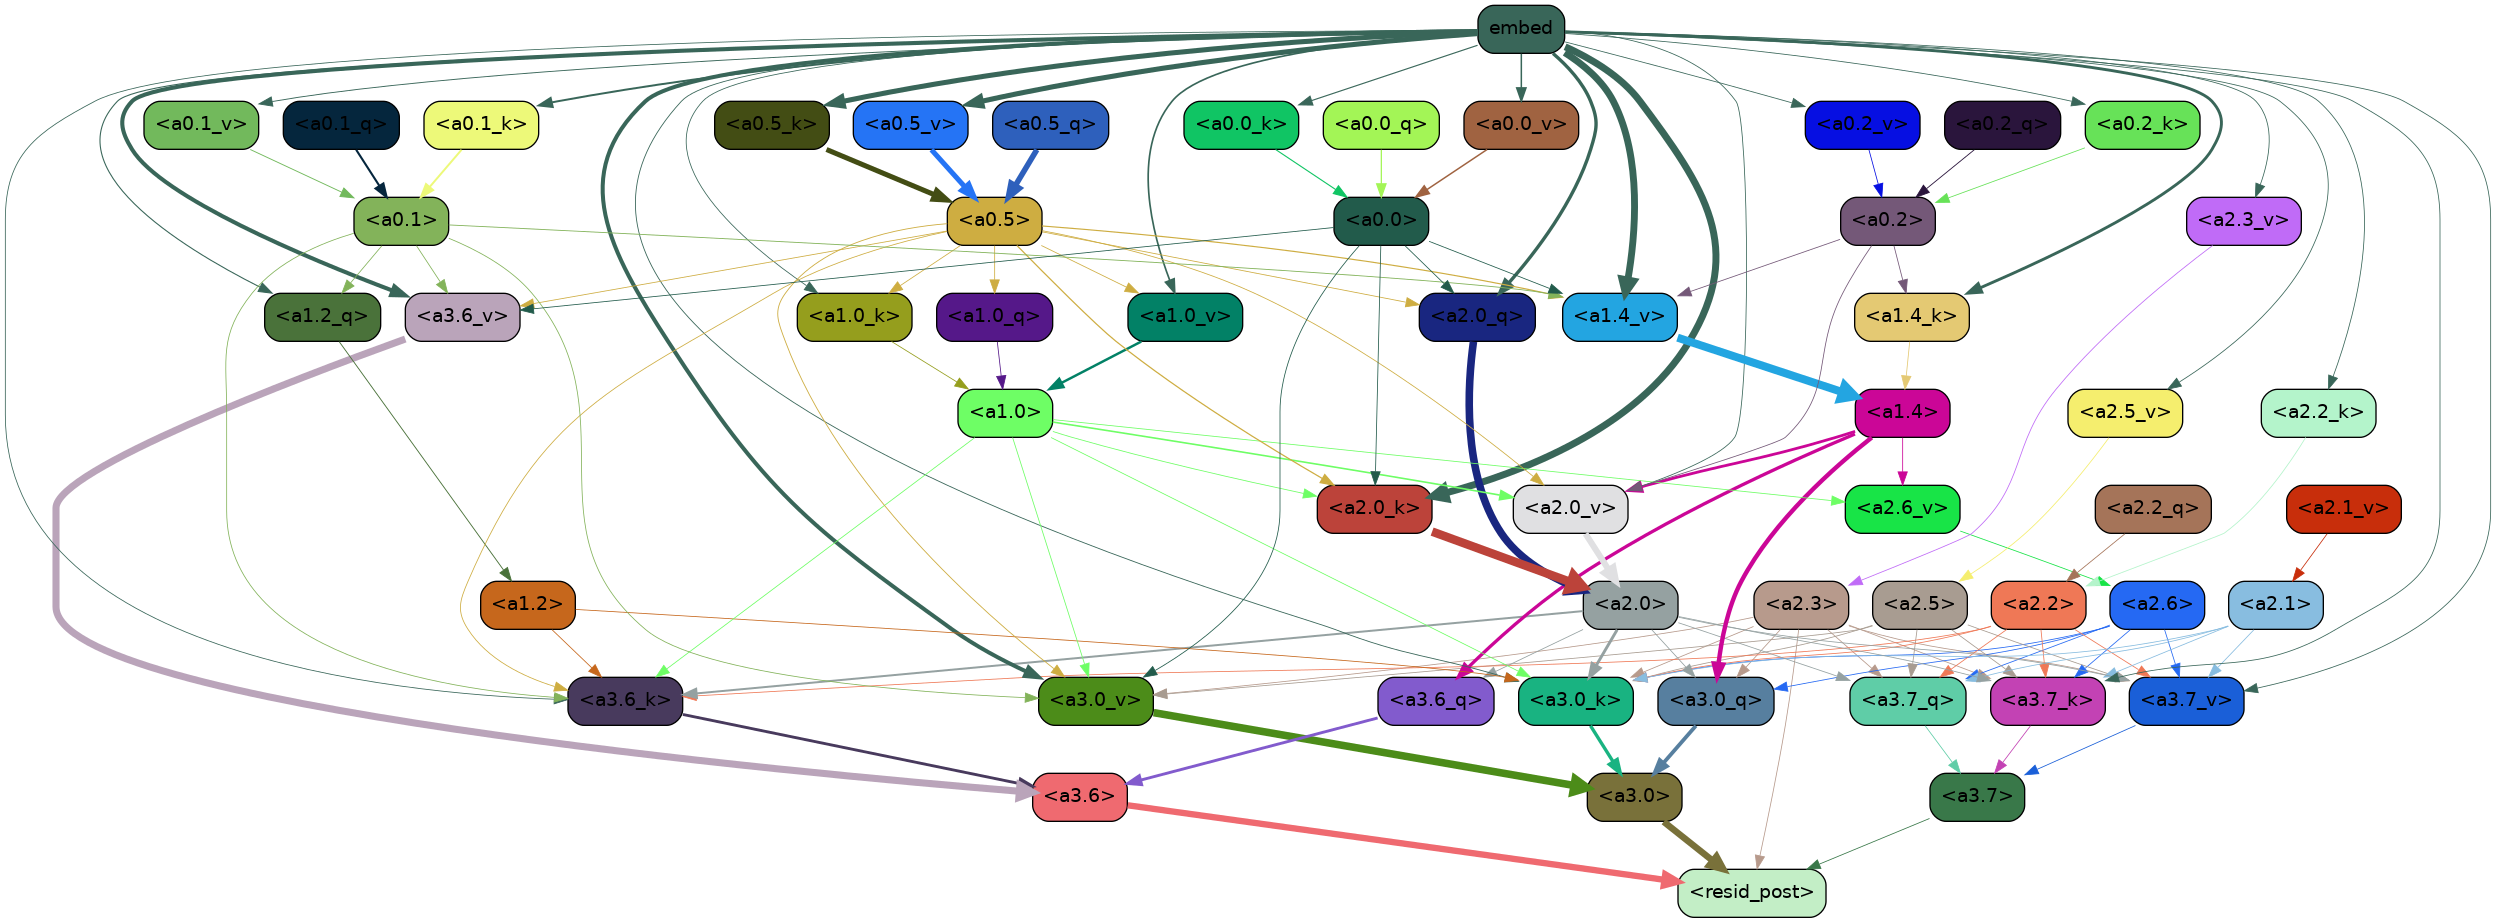 embed
<a0.1_v> <a0.1_q> <a0.1_k> <a0.5_k> <a0.5_v> <a0.5_q> <a0.0_k> <a0.0_q> <a0.0_v> <a0.2_v> <a0.2_q> <a0.2_k>
<a0.1> <a0.5> <a0.0> <a0.2> <a2.3_v>
<a1.2_q> <a3.6_v> <a1.0_k> <a1.0_q> <a1.0_v> <a2.0_q> <a1.4_v> <a1.4_k>
<a1.0> <a1.4> <a2.5_v> <a2.2_k>
<a2.0_k> <a2.0_v> <a2.6_v> <a2.2_q> <a2.1_v>
<a1.2> <a2.0> <a2.3> <a2.5> <a2.2> <a2.6> <a2.1>
<a3.6_k> <a3.0_v> <a3.6_q> <a3.0_k> <a3.0_q> <a3.7_q> <a3.7_k> <a3.7_v>
<a3.6> <a3.0> <a3.7>
<resid_post>